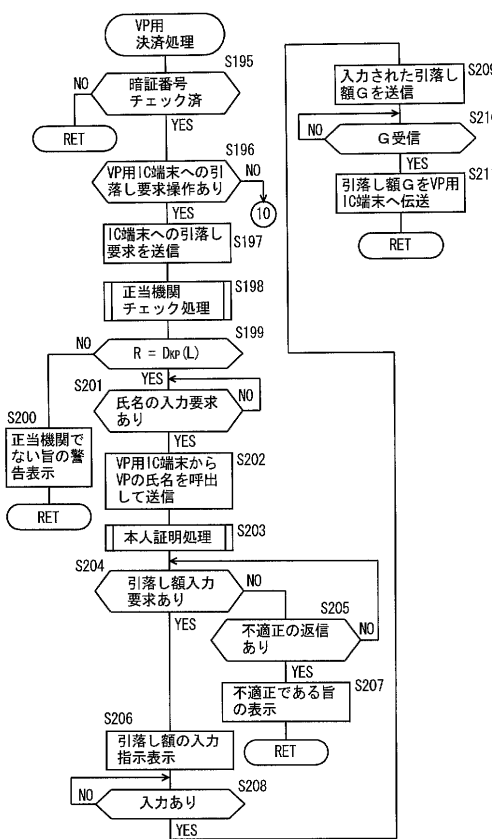 VP用
決済処理
S195
暗証番号
チェック済
NO
YES
RET
S196
VP用IC端末への引
落し要求操作あり
NO
YES
10
IC端末への引落し
要求を送信
S197
S198
正当機関
チェック処理
S199
R = DKP(L)
NO
YES
S200
正当機関で
ない旨の警
告表示
RET
S201
氏名の入力要求
あり
NO
YES
S202
VP用IC端末から
VPの氏名を呼出
して送信
本人証明処理
S203
S204
引落し額入力
要求あり
NO
YES
S205
不適正の返信
あり
NO
YES
S207
不適正である旨
の表示
RET
S206
引落し額の入力
指示表示
S208
入力あり
NO
YES
S209
入力された引落し
額Gを送信
S210
G受信
NO
YES
S211
引落し額GをVP用
IC端末へ伝送
RET